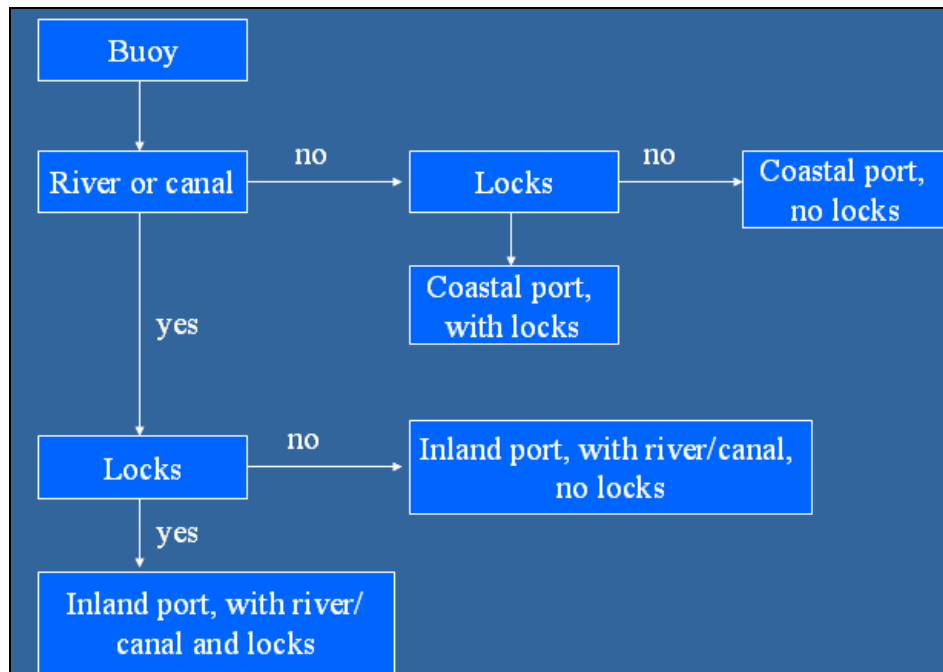 Buoy
River or canal
no
Locks
no
Coastal port,
no locks
Coastal port,
with locks
yes
Locks
no
Inland port, with river/canal,
no locks
yes
Inland port, with river/
canal and locks